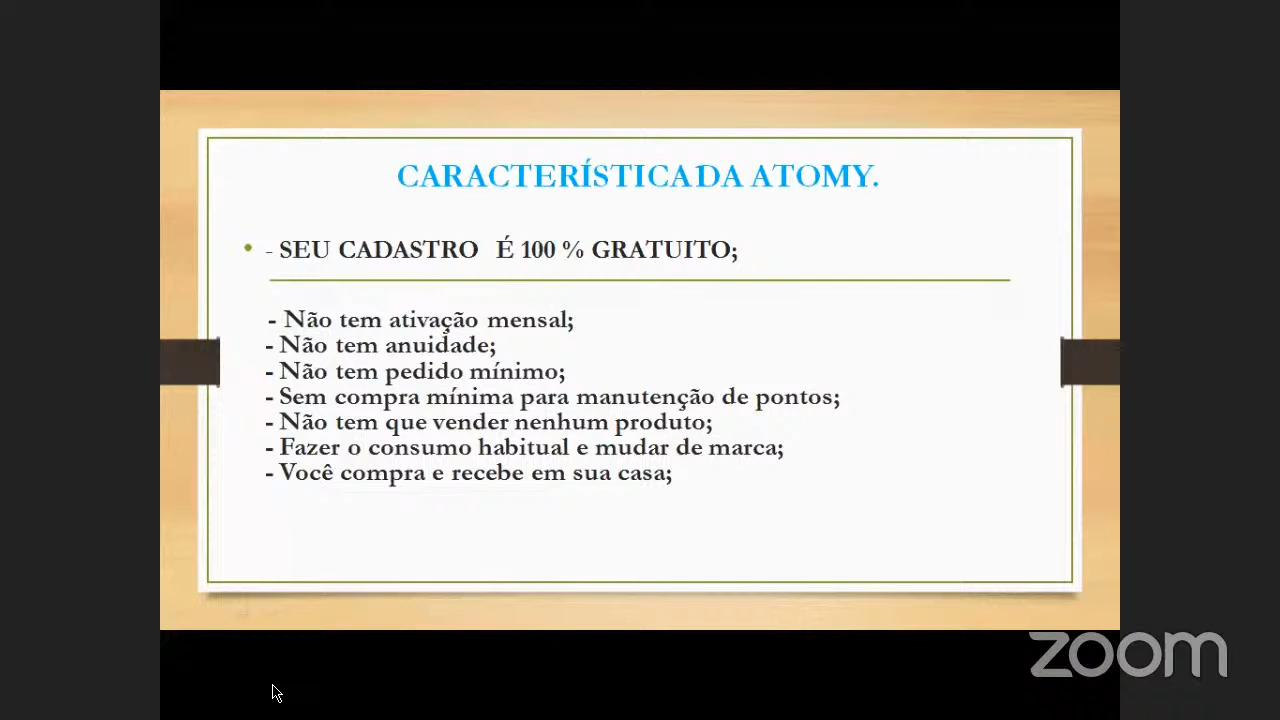 CARACTERÍSTICA DA ATOMY.
• - SEU CADASTRO É 100 % GRATUITO;
- Não tem ativação mensal;
- Não tem anuidade;
- Não tem pedido mínimo;
- Sem compra mínima para manutenção de pontos;
- Não tem que vender nenhum produto;
- Fazer o consumo habitual e mudar de marca;
- Você compra e recebe em sua casa;
zoom